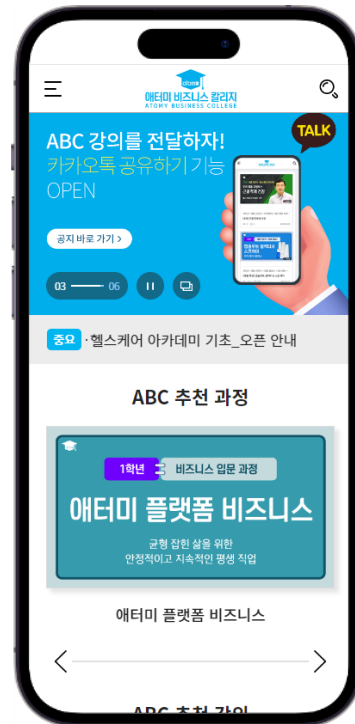 atomy
애터미 비즈니스 칼리지
ATOMY BUSINESS COLLEGE
TALK
ABC 강의를 전달하자!
카카오톡 공유하기 기능
OPEN
공지 바로 가기 >
03 06
중요 ·헬스케어 아카데미 기초_오픈 안내
ABC 추천 과정
1학년 비즈니스 입문 과정
애터미 플랫폼 비즈니스
균형 잡힌 삶을 위한
안정적이고 지속적인 평생 직업
애터미 플랫폼 비즈니스
ABC 추천 강의